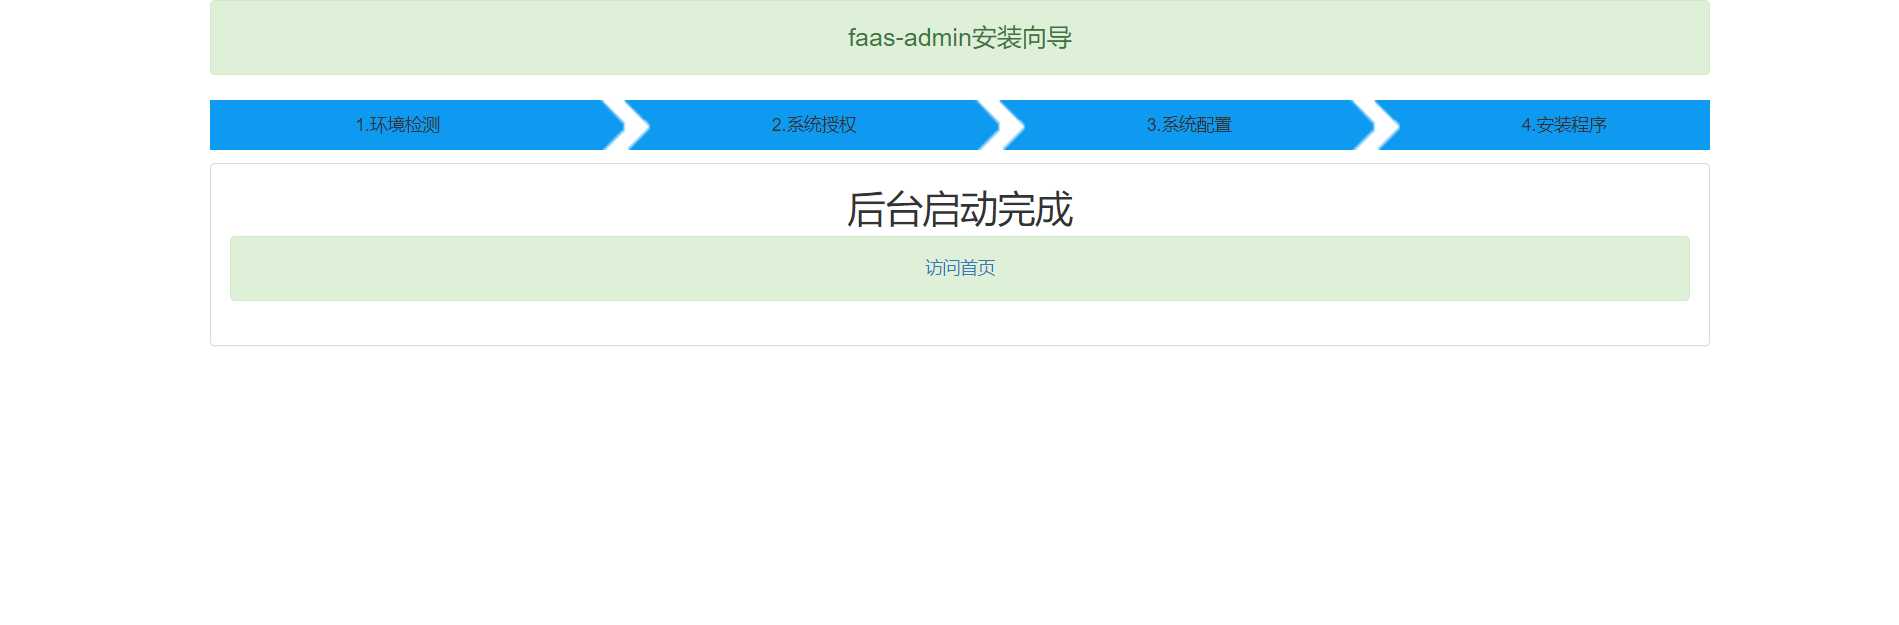 faas-admin安装向导
1.环境检测
2.系统授权
3.系统配置
4.安装程序
后台启动完成
访问首页